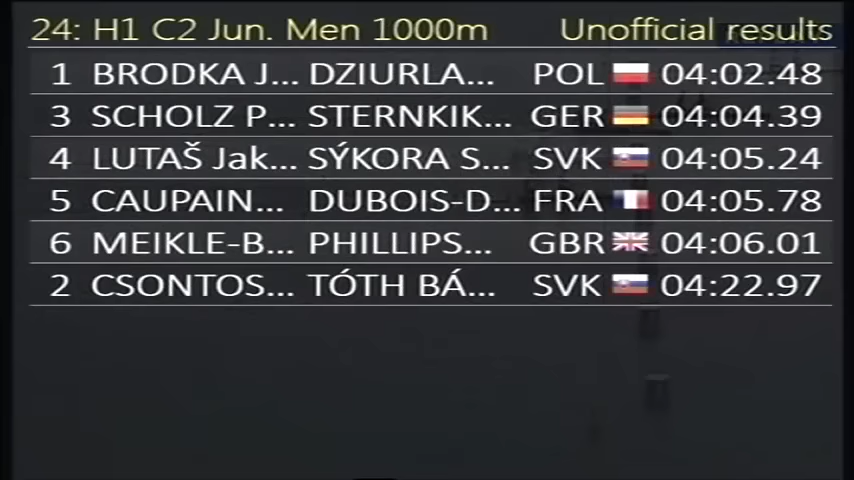 24: H1 C2 Jun. Men 1000m Unofficial results
1 BRODKA J... DZIURLA... POL 04:02.48
3 SCHOLZ P... STERNKIK... GER 04:04.39
4 LUTAŠ Jak... SÝKORA S... SVK 04:05.24
5 CAUPAIN... DUBOIS-D... FRA 04:05.78
6 MEIKLE-B... PHILLIPS... GBR 04:06.01
2 CSONTOS... TÓTH BÁ... SVK 04:22.97